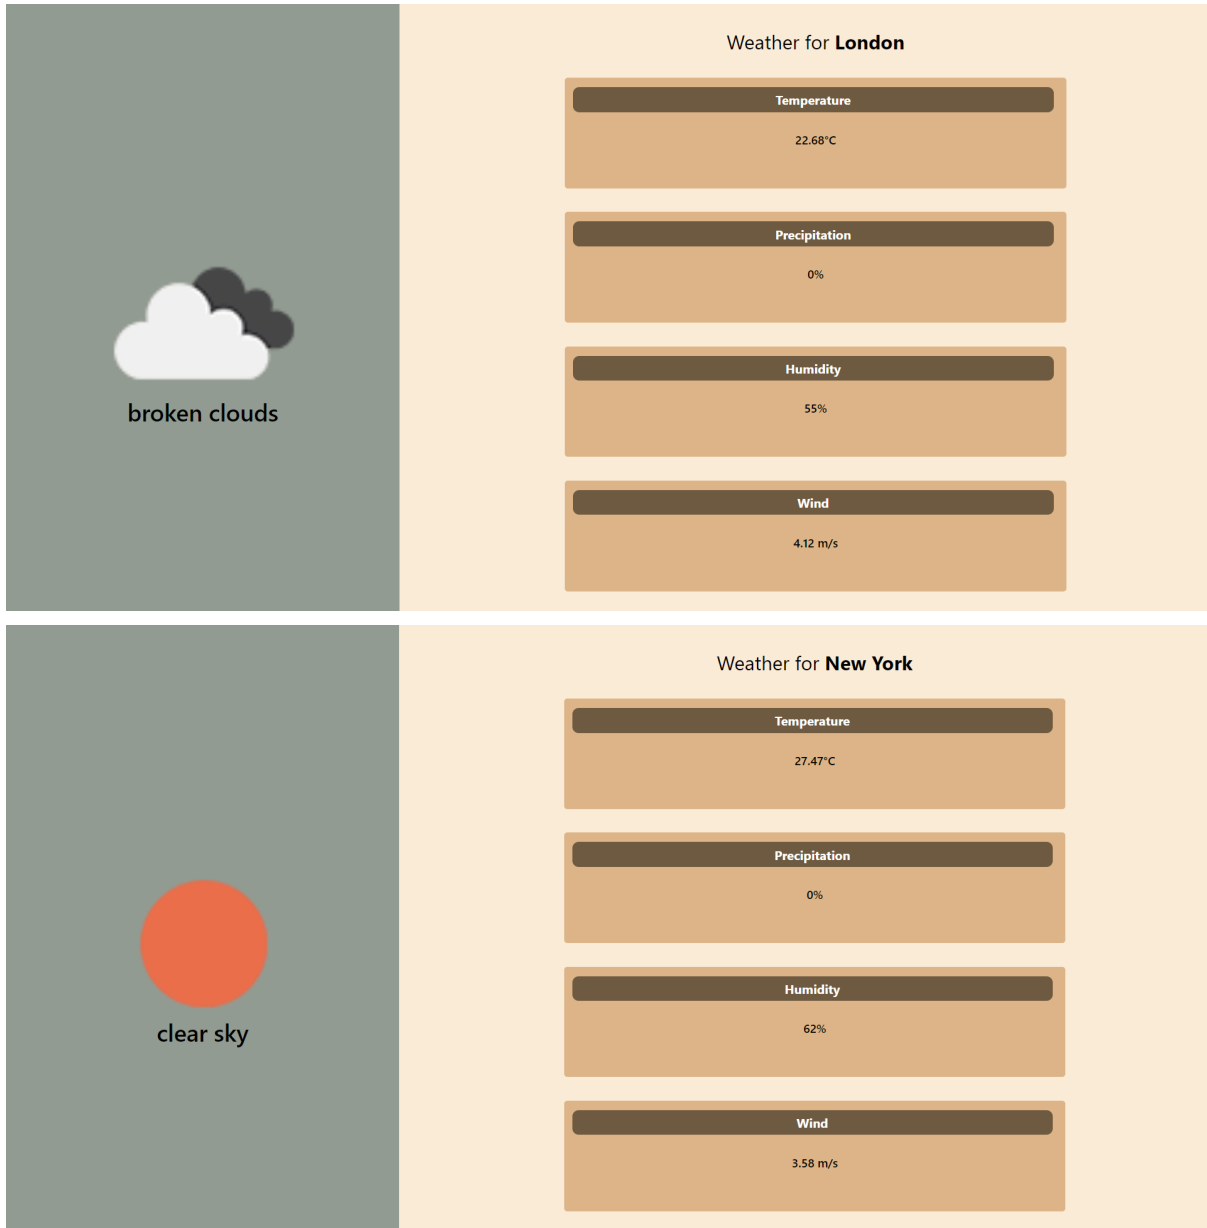 Weather for London
Temperature
22.68°C
Precipitation
0%
Humidity
55%
Wind
4.12 m/s
broken clouds
Weather for New York
Temperature
27.47°C
Precipitation
0%
Humidity
62%
Wind
3.58 m/s
clear sky